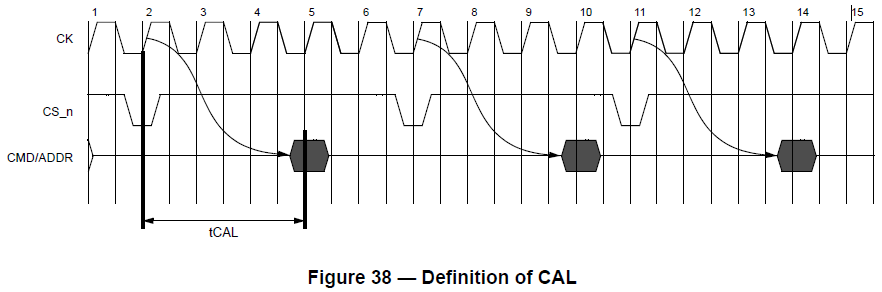 1 2 3 4 5 6 7 8 9 10 11 12 13 14 15
CK
CS_n
CMD/ADDR
tCAL
Figure 38 — Definition of CAL